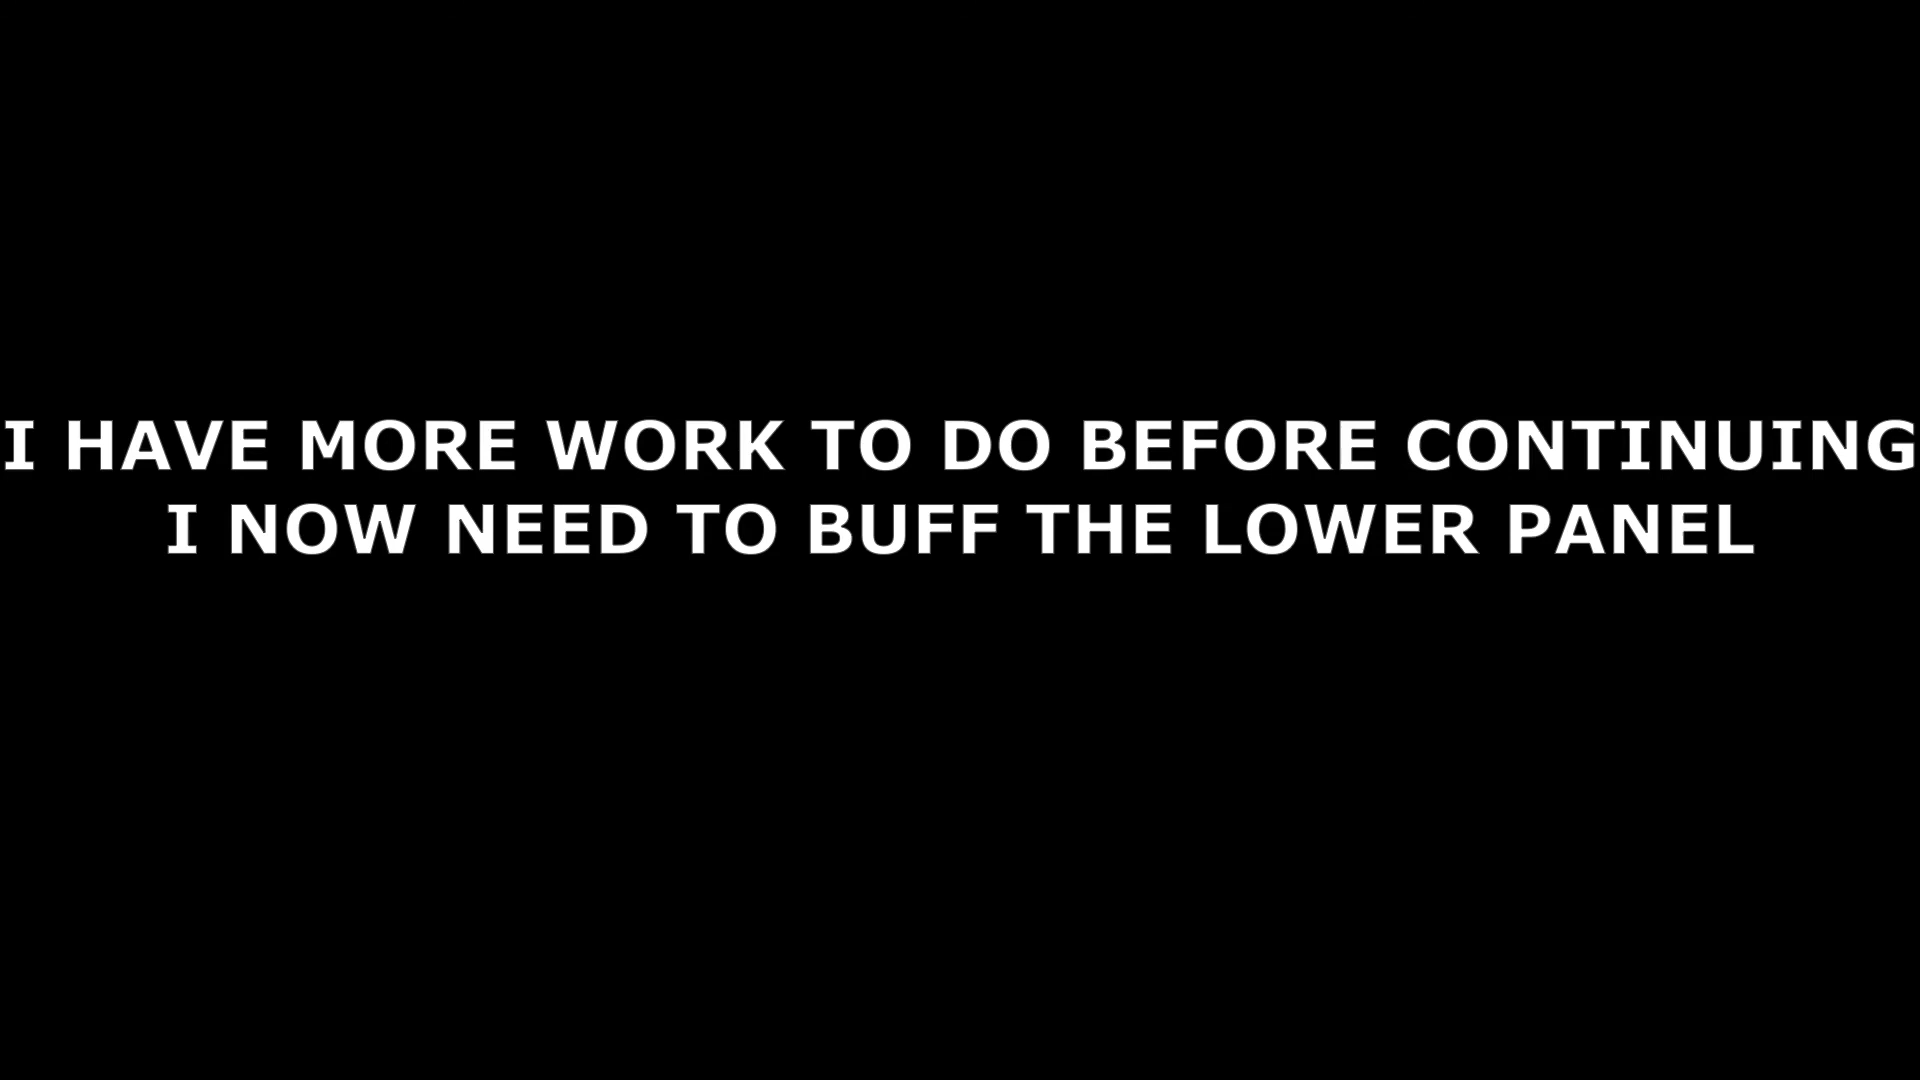 I HAVE MORE WORK TO DO BEFORE CONTINUING
I NOW NEED TO BUFF THE LOWER PANEL